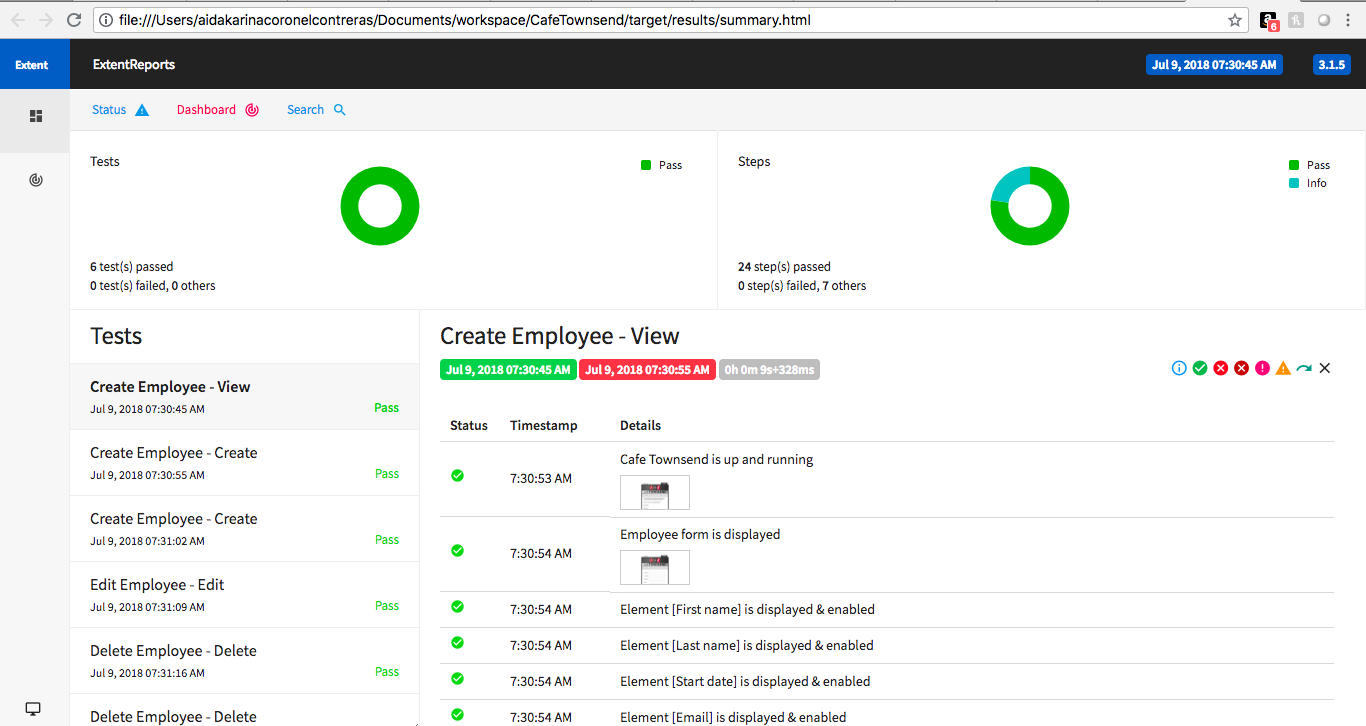 file:///Users/aidakarinacoronelcontreras/Documents/workspace/CafeTownsend/target/results/summary.html
6
Extent
ExtentReports
Jul 9, 2018 07:30:45 AM
3.1.5
Status
Dashboard
Search
Tests
Pass
6 test(s) passed
0 test(s) failed, 0 others
Steps
Pass
Info
24 step(s) passed
0 step(s) failed, 7 others
Tests
Create Employee - View
Jul 9, 2018 07:30:45 AM
Pass
Create Employee - Create
Jul 9, 2018 07:30:55 AM
Pass
Create Employee - Create
Jul 9, 2018 07:31:02 AM
Pass
Edit Employee - Edit
Jul 9, 2018 07:31:09 AM
Pass
Delete Employee - Delete
Jul 9, 2018 07:31:16 AM
Pass
Delete Employee - Delete
Create Employee - View
Jul 9, 2018 07:30:45 AM Jul 9, 2018 07:30:55 AM 0h 0m 9s+328ms
Status Timestamp Details
7:30:53 AM Cafe Townsend is up and running
7:30:54 AM Employee form is displayed
7:30:54 AM Element [First name] is displayed & enabled
7:30:54 AM Element [Last name] is displayed & enabled
7:30:54 AM Element [Start date] is displayed & enabled
7:30:54 AM Element [Email] is displayed & enabled